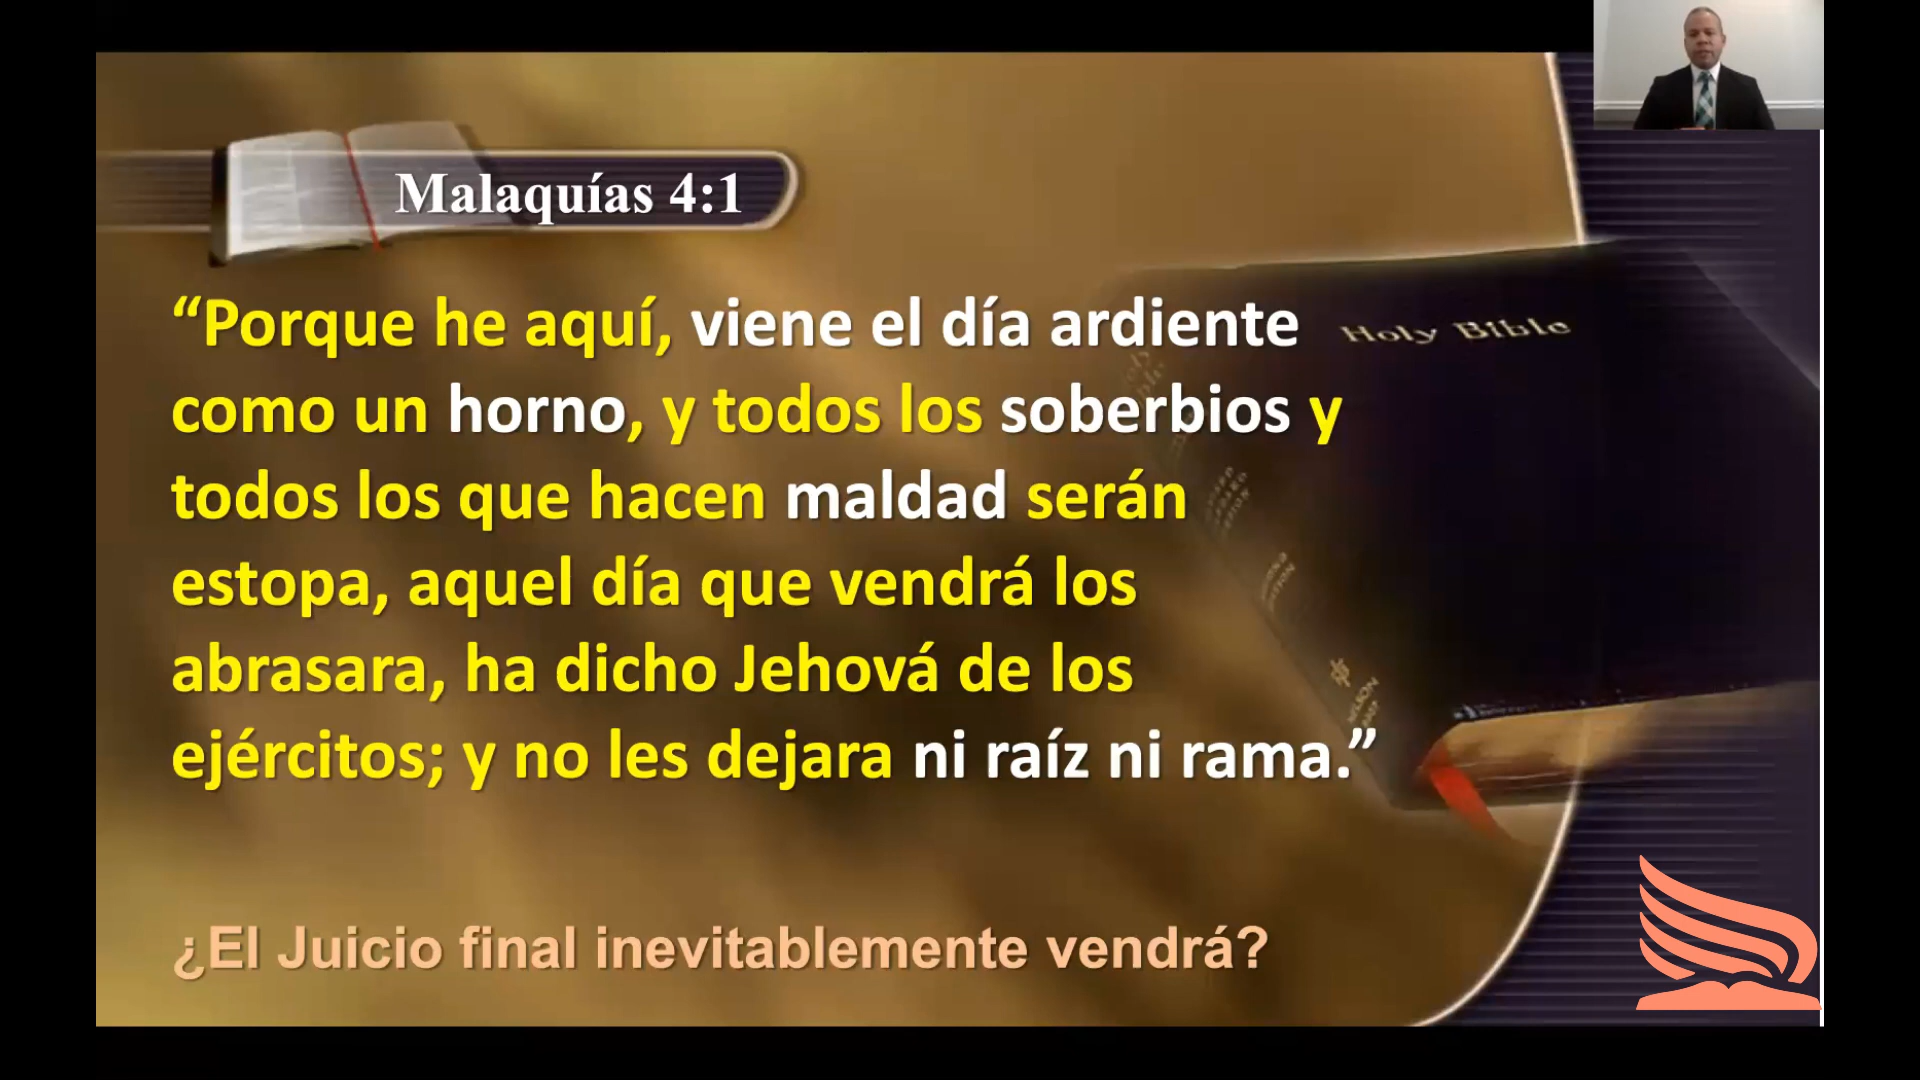 Malaquías 4:1
“Porque he aquí, viene el día ardiente
como un horno, y todos los soberbios y
todos los que hacen maldad serán
estopa, aquel día que vendrá los
abrasara, ha dicho Jehová de los
ejércitos; y no les dejara ni raíz ni rama.”
Holy Bible
NELSON
¿El Juicio final inevitablemente vendrá?